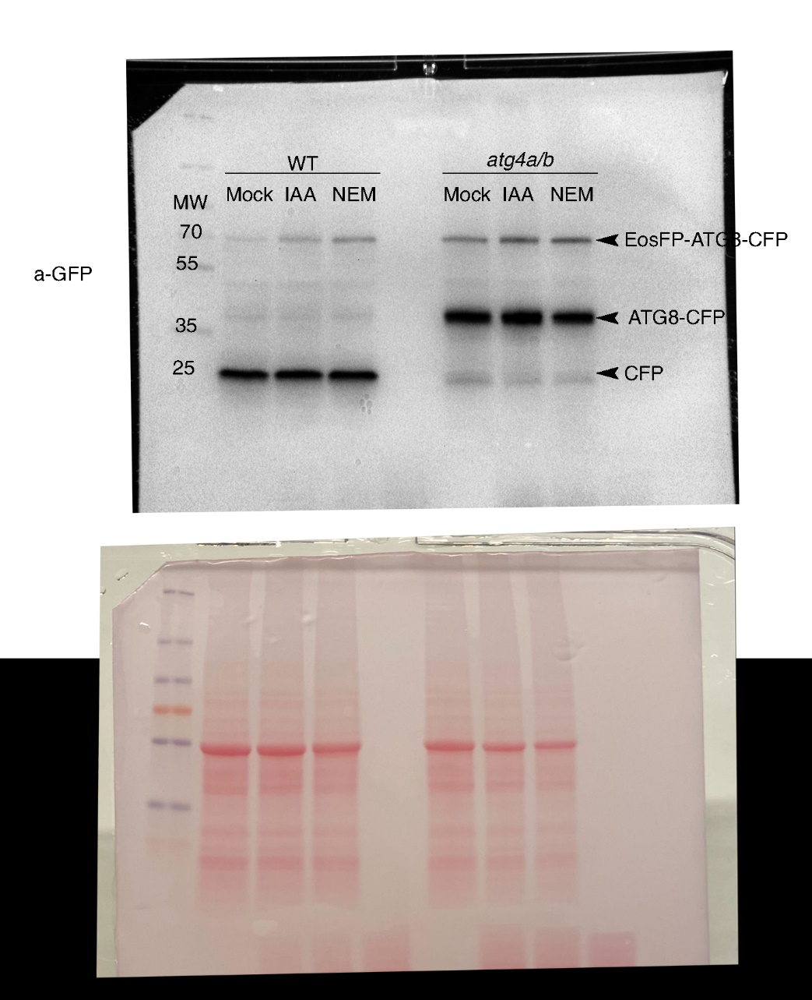 WT
atg4a/b
Mock IAA NEM
Mock IAA NEM
MW
70
EosFP-ATG8-CFP
55
a-GFP
ATG8-CFP
35
25
CFP